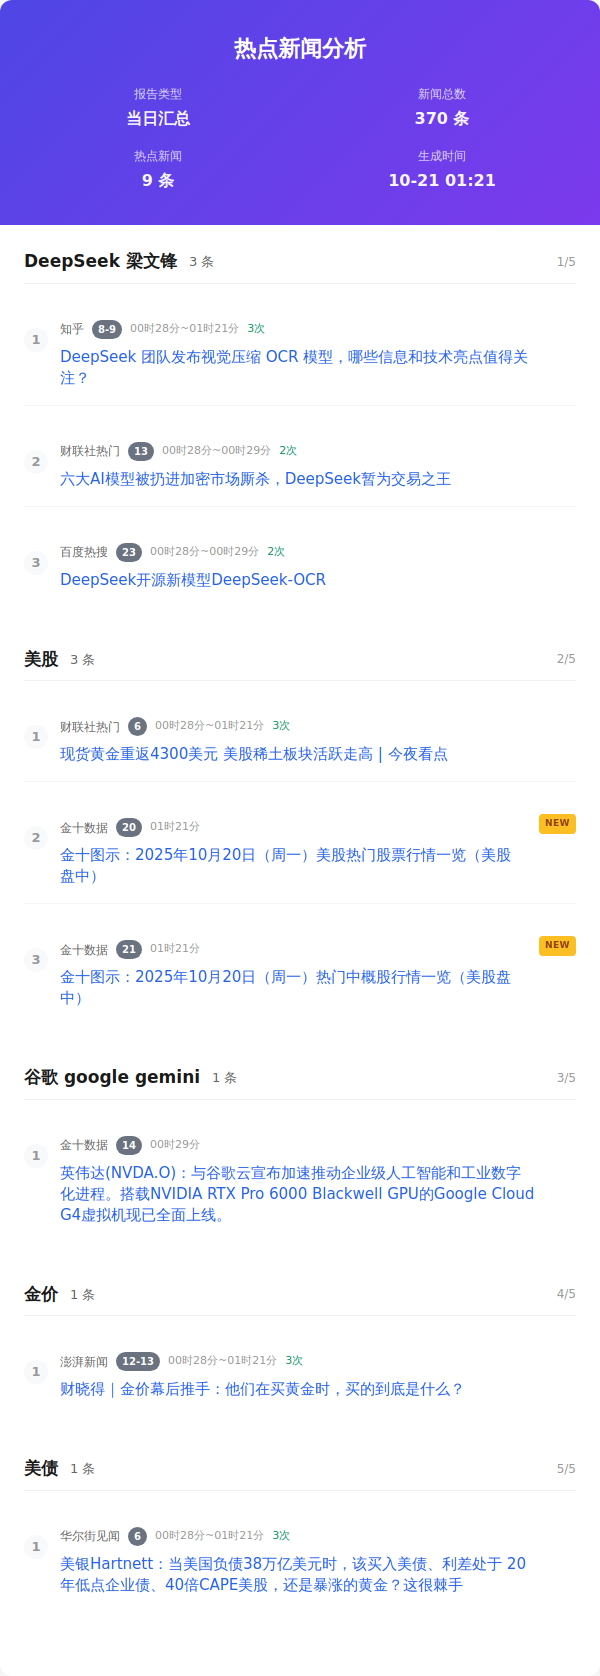 热点新闻分析
报告类型
新闻总数
当日汇总
370 条
热点新闻
生成时间
9 条
10-21 01:21
DeepSeek 梁文锋 3 条 1/5
1 知乎 8-9 00时28分~01时21分 3次
DeepSeek 团队发布视觉压缩 OCR 模型，哪些信息和技术亮点值得关
注？
2 财联社热门 13 00时28分~00时29分 2次
六大AI模型被扔进加密市场厮杀，DeepSeek暂为交易之王
3 百度热搜 23 00时28分~00时29分 2次
DeepSeek开源新模型DeepSeek-OCR
美股 3 条 2/5
1 财联社热门 6 00时28分~01时21分 3次
现货黄金重返4300美元 美股稀土板块活跃走高 | 今夜看点
2 金十数据 20 01时21分 NEW
金十图示：2025年10月20日（周一）美股热门股票行情一览（美股
盘中）
3 金十数据 21 01时21分 NEW
金十图示：2025年10月20日（周一）热门中概股行情一览（美股盘
中）
谷歌 google gemini 1 条 3/5
1 金十数据 14 00时29分
英伟达(NVDA.O)：与谷歌云宣布加速推动企业级人工智能和工业数字
化进程。搭载NVIDIA RTX Pro 6000 Blackwell GPU的Google Cloud
G4虚拟机现已全面上线。
金价 1 条 4/5
1 澎湃新闻 12-13 00时28分~01时21分 3次
财晓得｜金价幕后推手：他们在买黄金时，买的到底是什么？
美债 1 条 5/5
1 华尔街见闻 6 00时28分~01时21分 3次
美银Hartnett：当美国负债38万亿美元时，该买入美债、利差处于 20
年低点企业债、40倍CAPE美股，还是暴涨的黄金？这很棘手